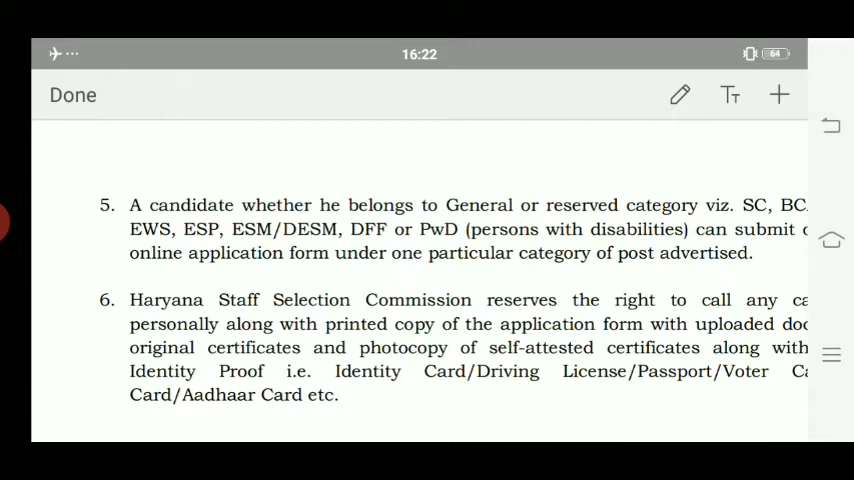 16:22
64
Done
5. A candidate whether he belongs to General or reserved category viz. SC, BC
EWS, ESP, ESM/DESM, DFF or PwD (persons with disabilities) can submit
online application form under one particular category of post advertised.
6. Haryana Staff Selection Commission reserves the right to call any
personally along with printed copy of the application form with uploaded
original certificates and photocopy of self-attested certificates along with
Identity Proof i.e. Identity Card/Driving License/Passport/Voter
Card/Aadhaar Card etc.